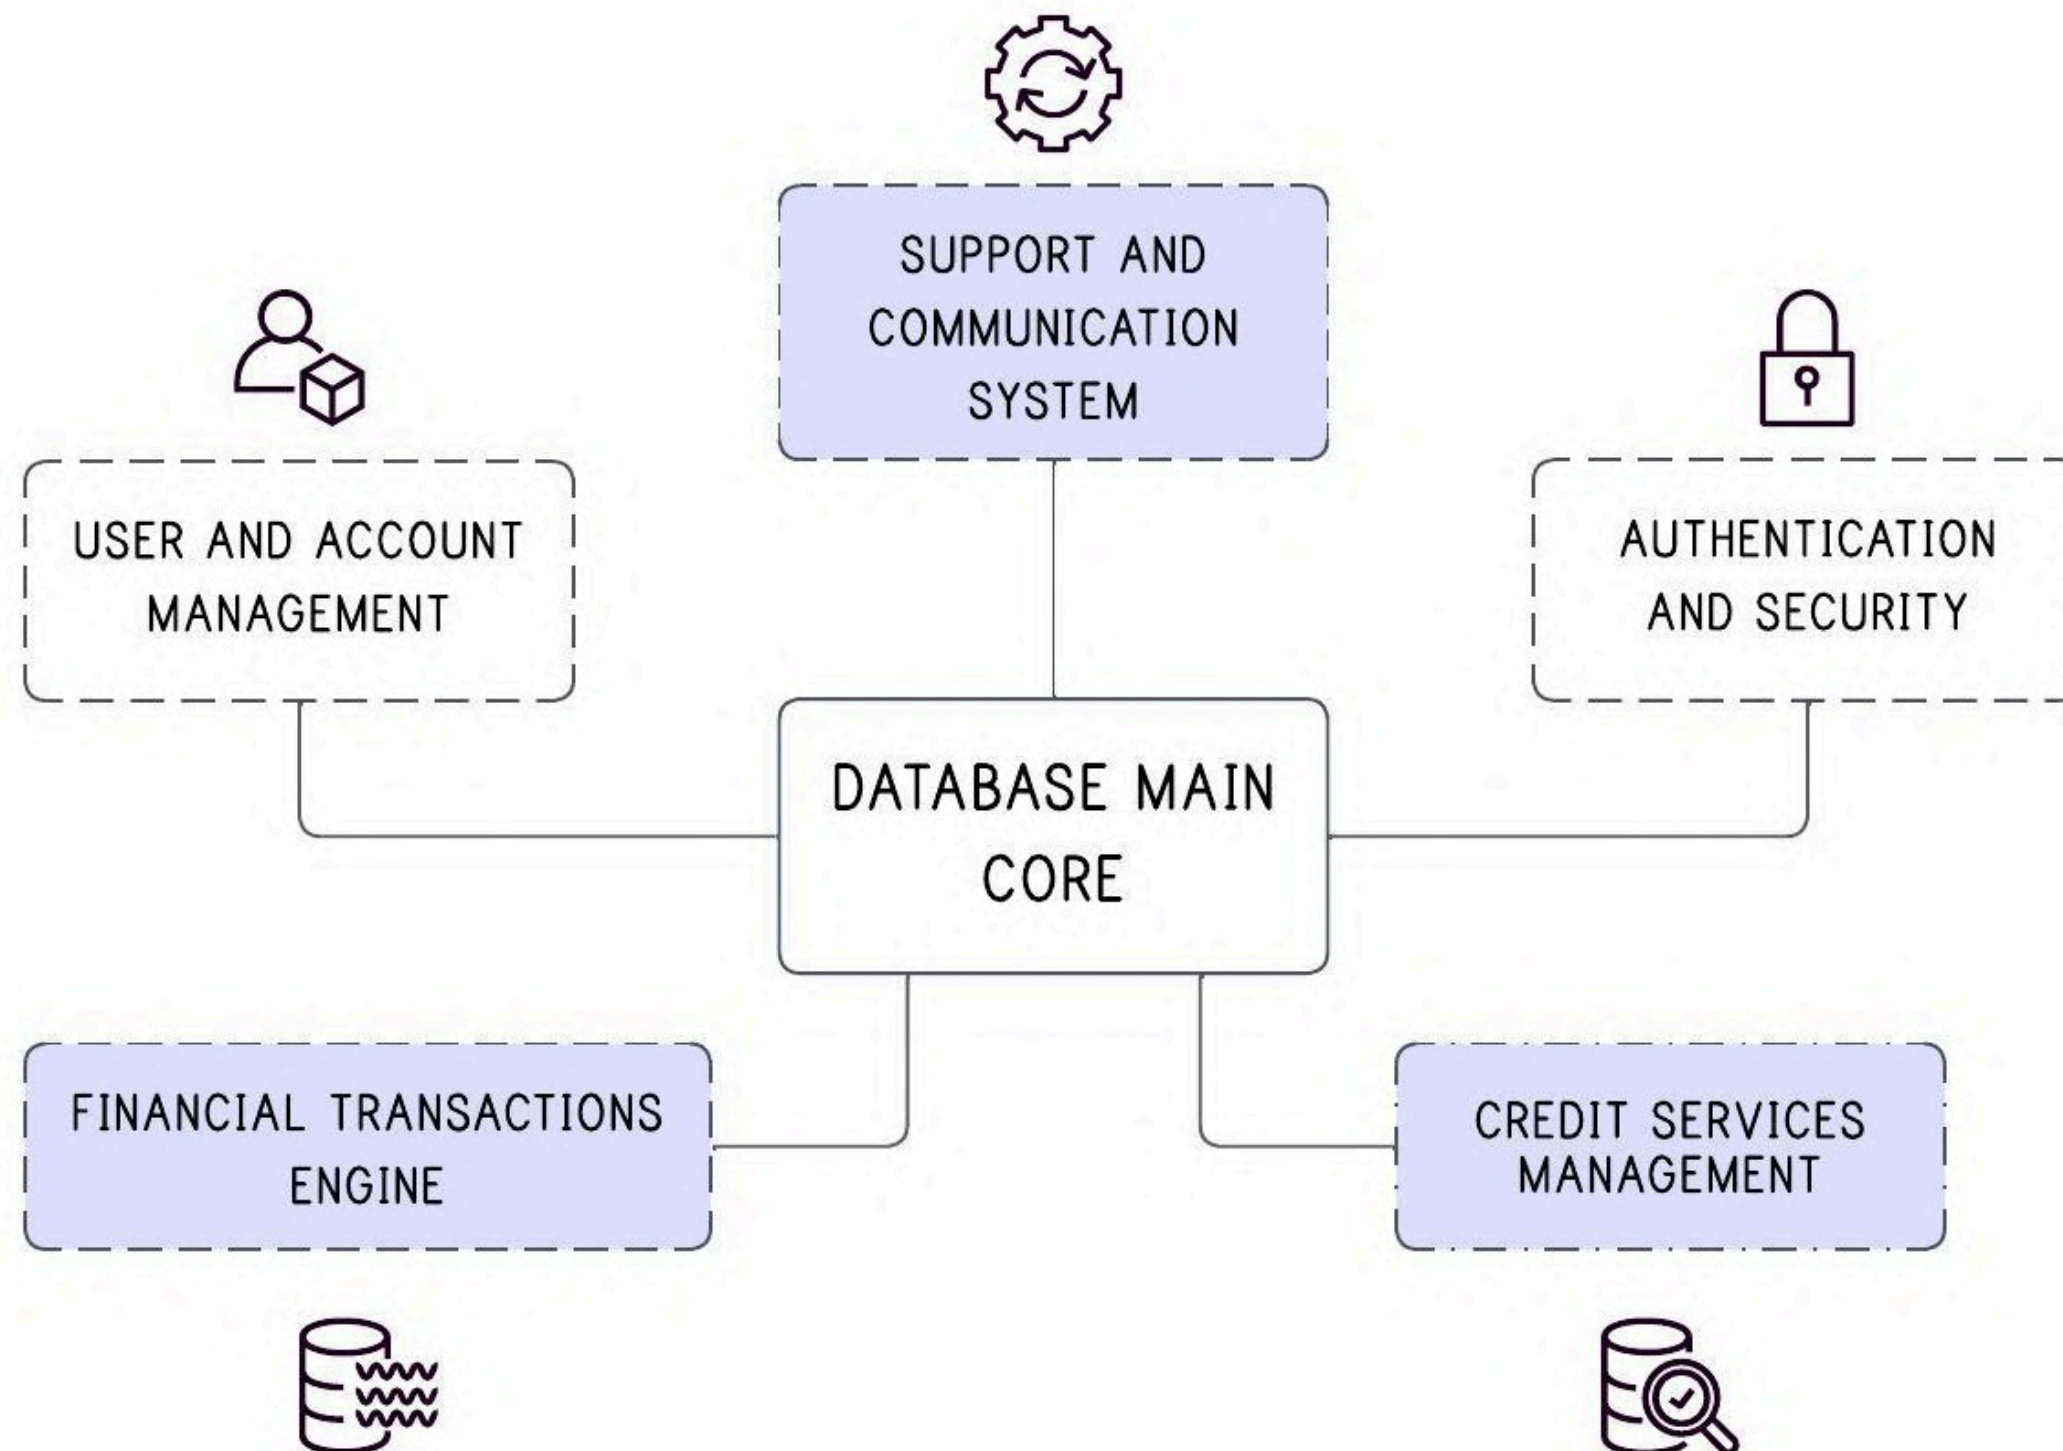 SUPPORT AND
COMMUNICATION
SYSTEM
USER AND ACCOUNT
MANAGEMENT
AUTHENTICATION
AND SECURITY
DATABASE MAIN
CORE
FINANCIAL TRANSACTIONS
ENGINE
CREDIT SERVICES
MANAGEMENT